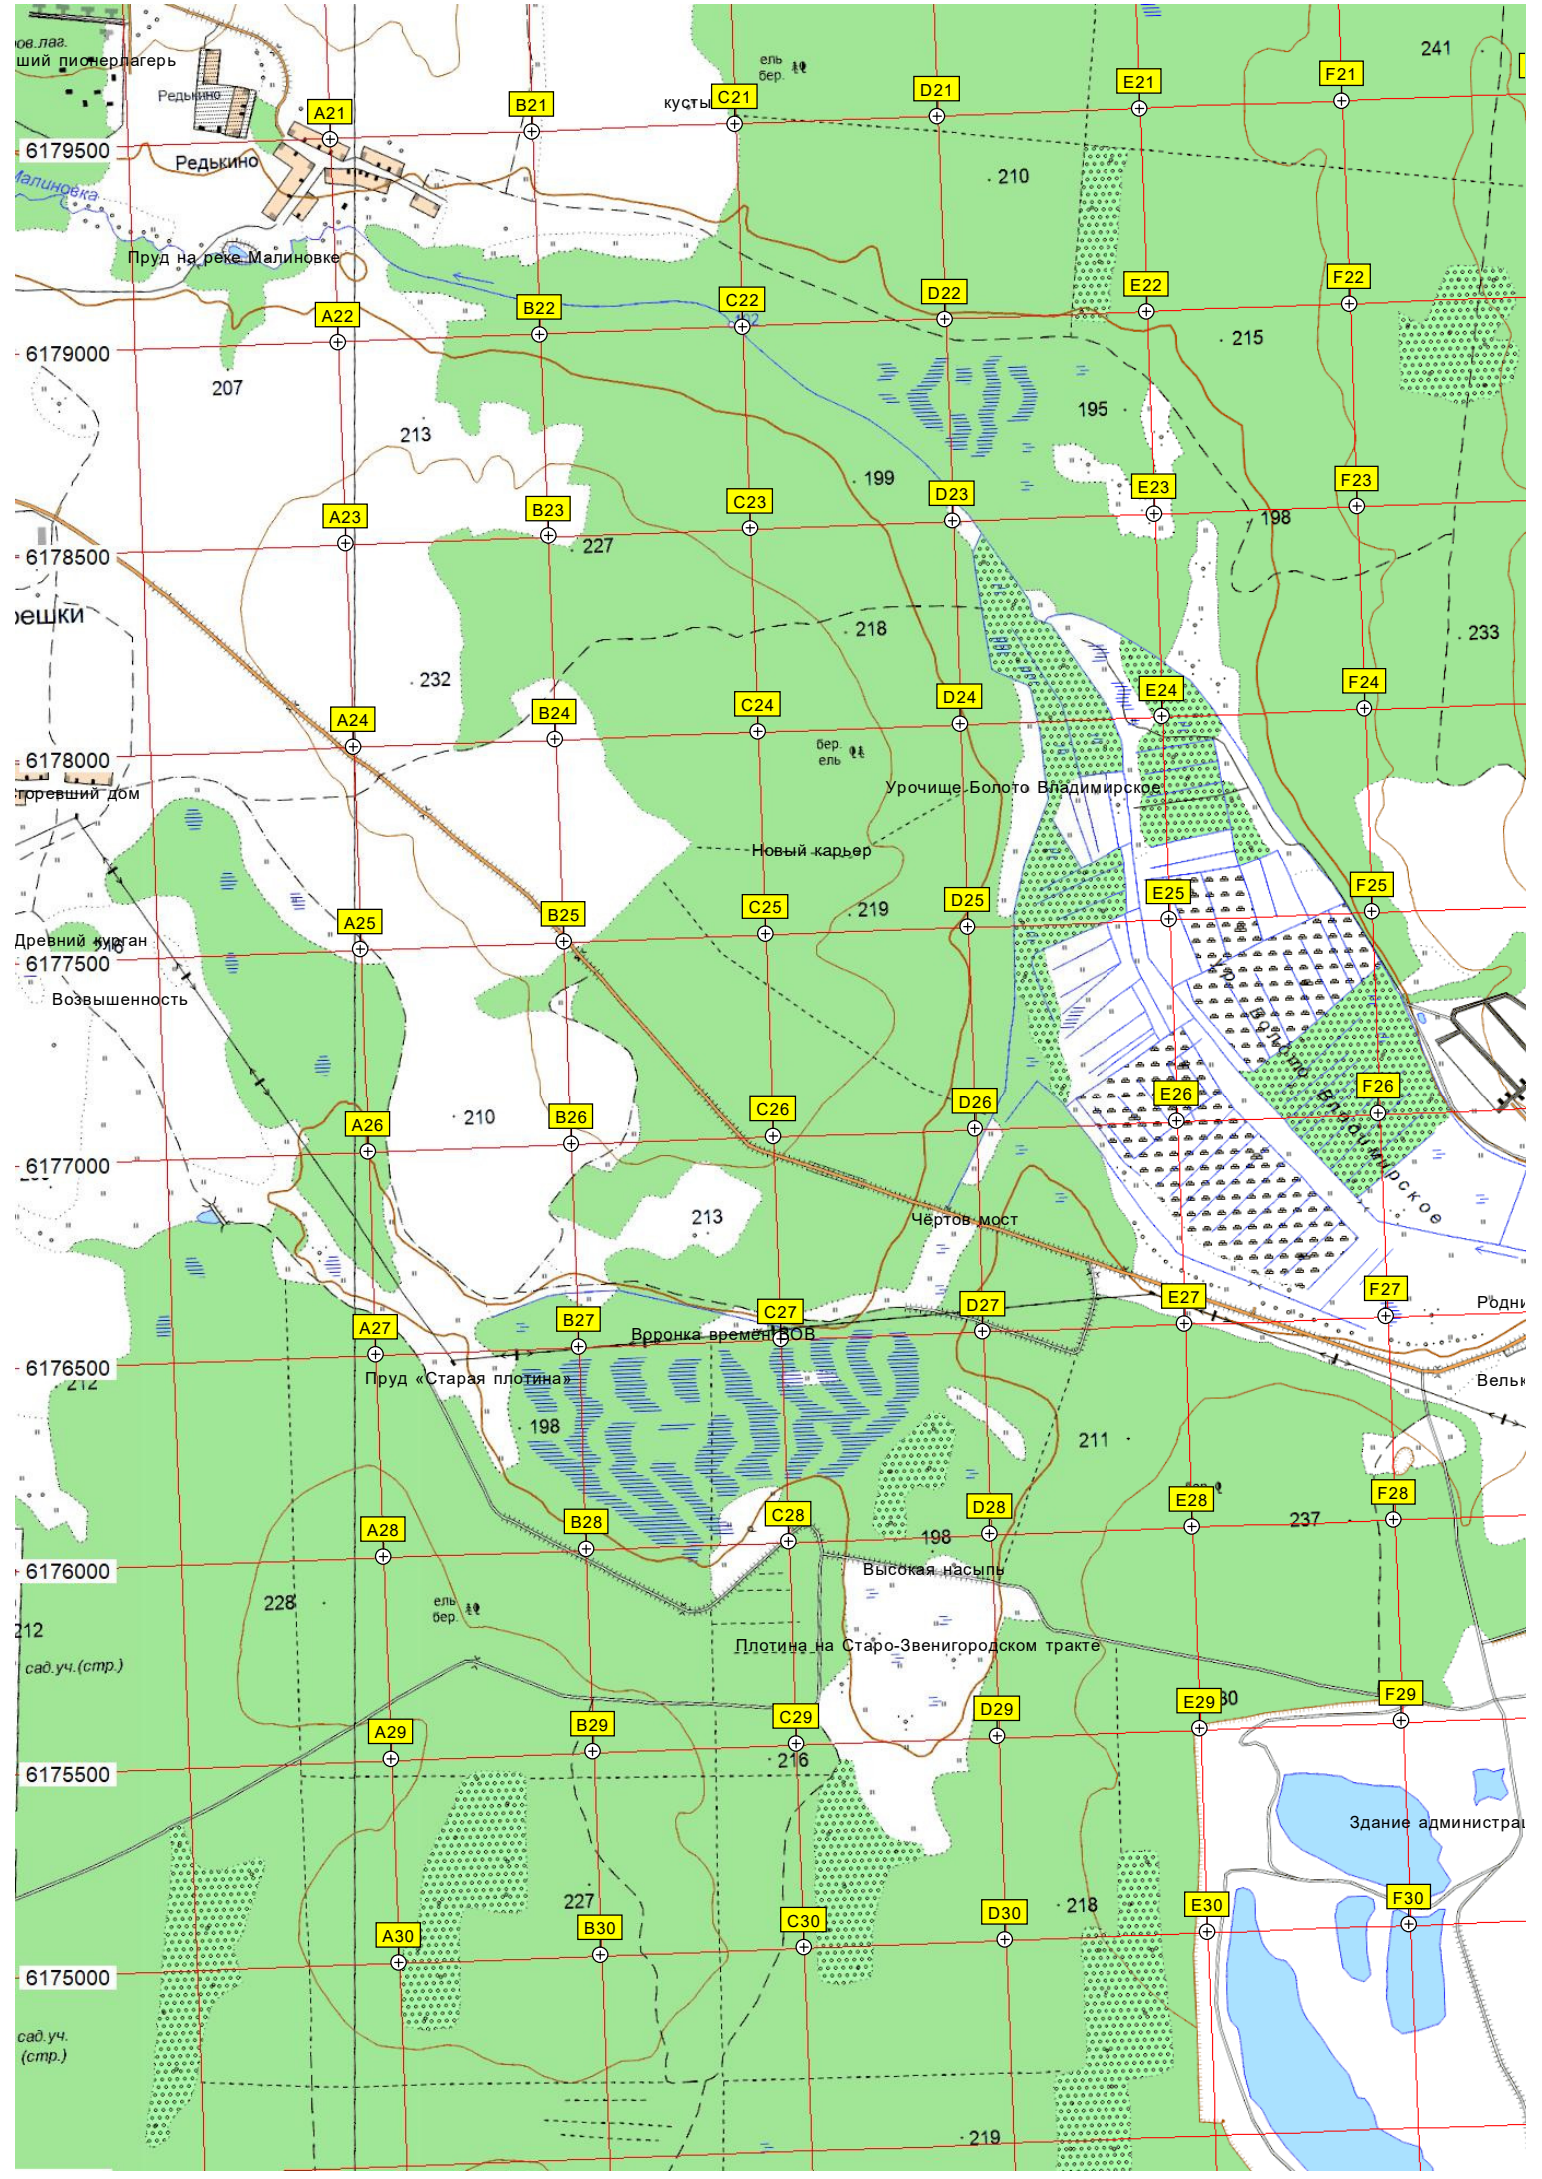 ель
бер.
241
ший пионерлагерь
Редькино
кусты
A21
B21
C21
D21
E21
F21
6179500
Редькино
210
Малиновка
Пруд на реке Малиновке
A22
B22
C22
D22
E22
F22
6179000
215
207
195
213
199
A23
B23
C23
D23
E23
F23
198
227
6178500
решки
218
233
232
A24
B24
C24
D24
E24
F24
бер.
ель
6178000
Урочище Болото Владимирское
горевший дом
Новый карьер
A25
B25
C25
D25
E25
F25
219
Древний курган
6177500
Возвышенность
ур. Болото Владимирское
A26
B26
C26
D26
E26
F26
210
6177000
213
Чёртов мост
A27
B27
C27
D27
E27
F27
Родни
Воронка времён ВОВ
6176500
212
Пруд «Старая плотина»
Вельк
198
211
A28
B28
C28
D28
E28
F28
237
198
6176000
Высокая насыпь
228
ель
бер.
212
Плотина на Старо-Звенигородском тракте
сад.уч.(стр.)
A29
B29
C29
D29
E29
F29
216
6175500
Здание администрац
227
218
A30
B30
C30
D30
E30
F30
6175000
сад.уч.
(стр.)
219